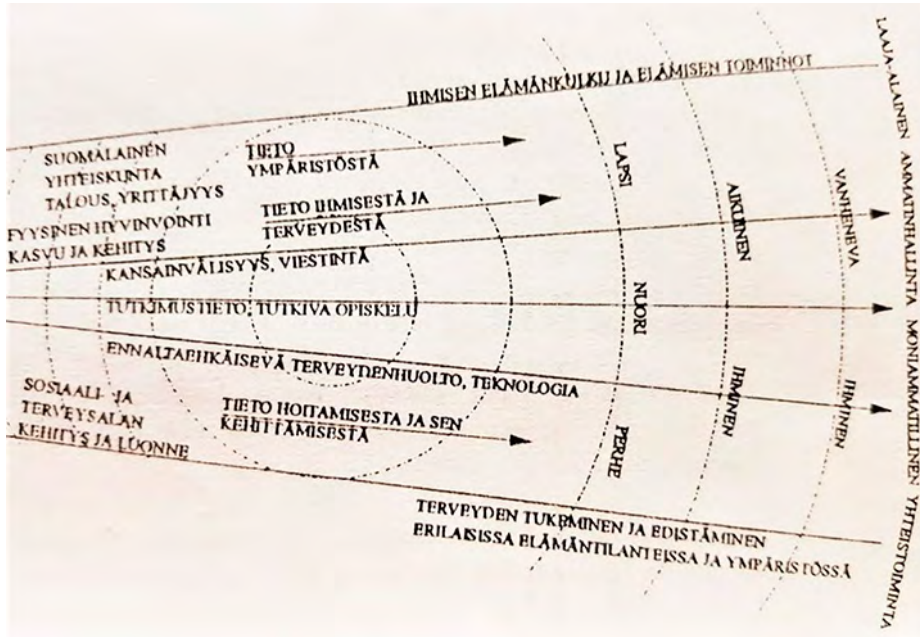 IHMISEN ELÄMÄNKULKU JA ELÄMISEN TOIMINNOT
SUOMALAINEN
YHTEISKUNTA
TALOUS, YRITTÄJYYS
TIETO
YMPÄRISTÖSTÄ
FYYSINEN HYVINVOINTI
KASVU JA KEHITYS
TIETO IHMISESTÄ JA
TERVEYDESTÄ
KANSAINVÄLISYYS, VIESTINTÄ
TUTKIMUSTIETO, TUTKIVA OPISKELU
ENNALTAEHKÄISEVÄ TERVEYDENHUOLTO, TEKNOLOGIA
SOSIAALI- JA
TERVEYSALAN
KEHITYS JA LUONNE
TIETO HOITAMISESTA JA SEN
KEHITTÄMISESTÄ
TERVEYDEN TUKEMINEN JA EDISTÄMINEN
ERILAISISSA ELÄMÄNTILANTEISSA JA YMPÄRISTÖSSÄ
LAPSI
NUORI
PERHE
AIKUINEN
IHMINEN
VANHENEVA
IHMINEN
LAAJA-ALAINEN AMMATINHALLINTA MONIAMMATILLINEN YHTEISTOIMINTA